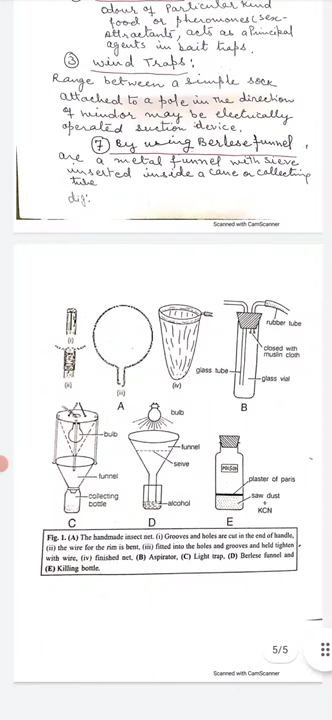 odour of Particular kind
food or pheromones (sex-
attractants, acts as a Principal
agents in bait traps.
③ Wind Traps:
Range between a simple sock
attached to a pole in the direction
of wind or may be electrically
operated suction device.
⑦ By using Berlese funnel
are a metal funnel with sieve
inserted inside a cane or collecting
tube
dig:
Scanned with CamScanner
(i)
(ii)
(iii)
(iv)
A
rubber tube
closed with
muslin cloth
glass tube
glass vial
B
bulb
funnel
collecting
bottle
C
bulb
funnel
seive
alcohol
D
POISON
plaster of paris
saw dust
+
KCN
E
Fig. 1. (A) The handmade insect net. (i) Grooves and holes are cut in the end of handle,
(ii) the wire for the rim is bent, (iii) fitted into the holes and grooves and held tighten
with wire, (iv) finished net, (B) Aspirator, (C) Light trap, (D) Berlese funnel and
(E) Killing bottle.
5/5
Scanned with CamScanner